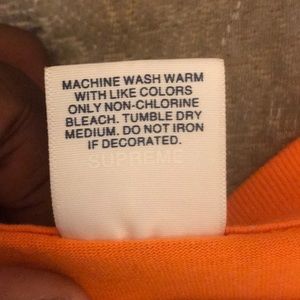 MACHINE WASH WARM
WITH LIKE COLORS
ONLY NON-CHLORINE
BLEACH. TUMBLE DRY
MEDIUM. DO NOT IRON
IF DECORATED.
SUPREME